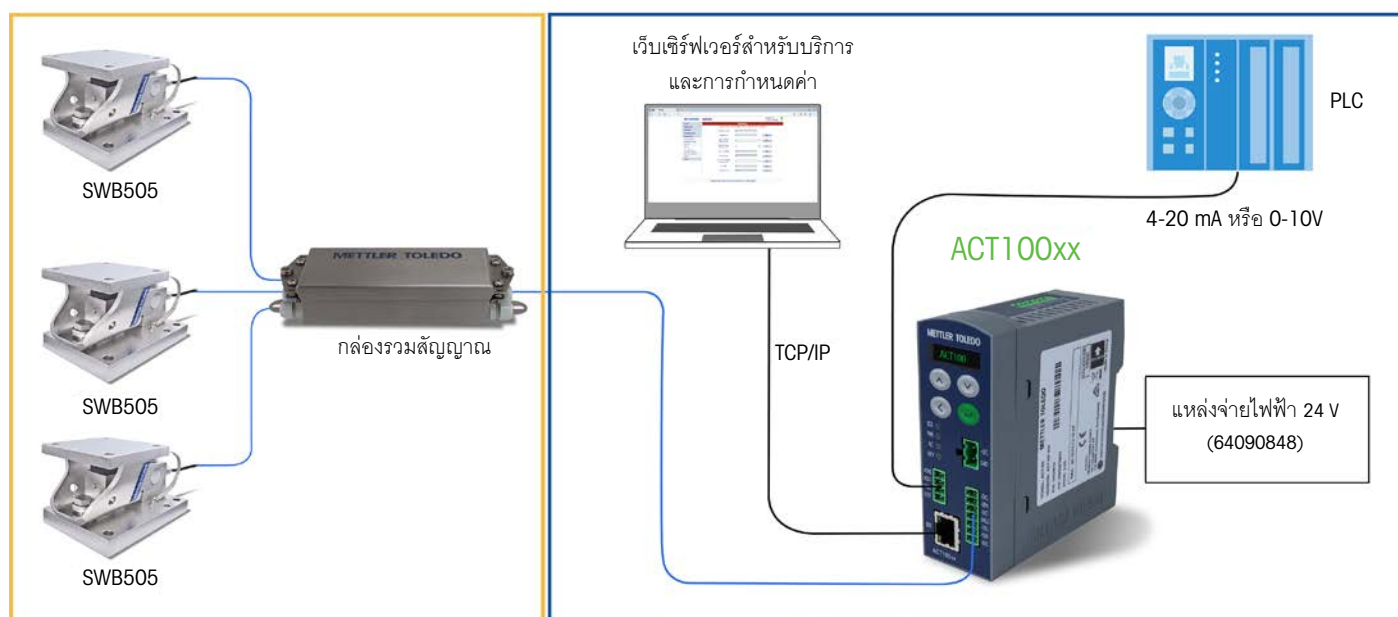 SWB505
SWB505
SWB505
METTLER TOLEDO
กล่องรวมสัญญาณ
เว็บเซิร์ฟเวอร์สำหรับบริการ
และการกำหนดค่า
TCP/IP
PLC
4-20 mA หรือ 0-10V
ACT100xx
METTLER TOLEDO
ACT100
ACT100xx
แหล่งจ่ายไฟฟ้า 24 V
(64090848)